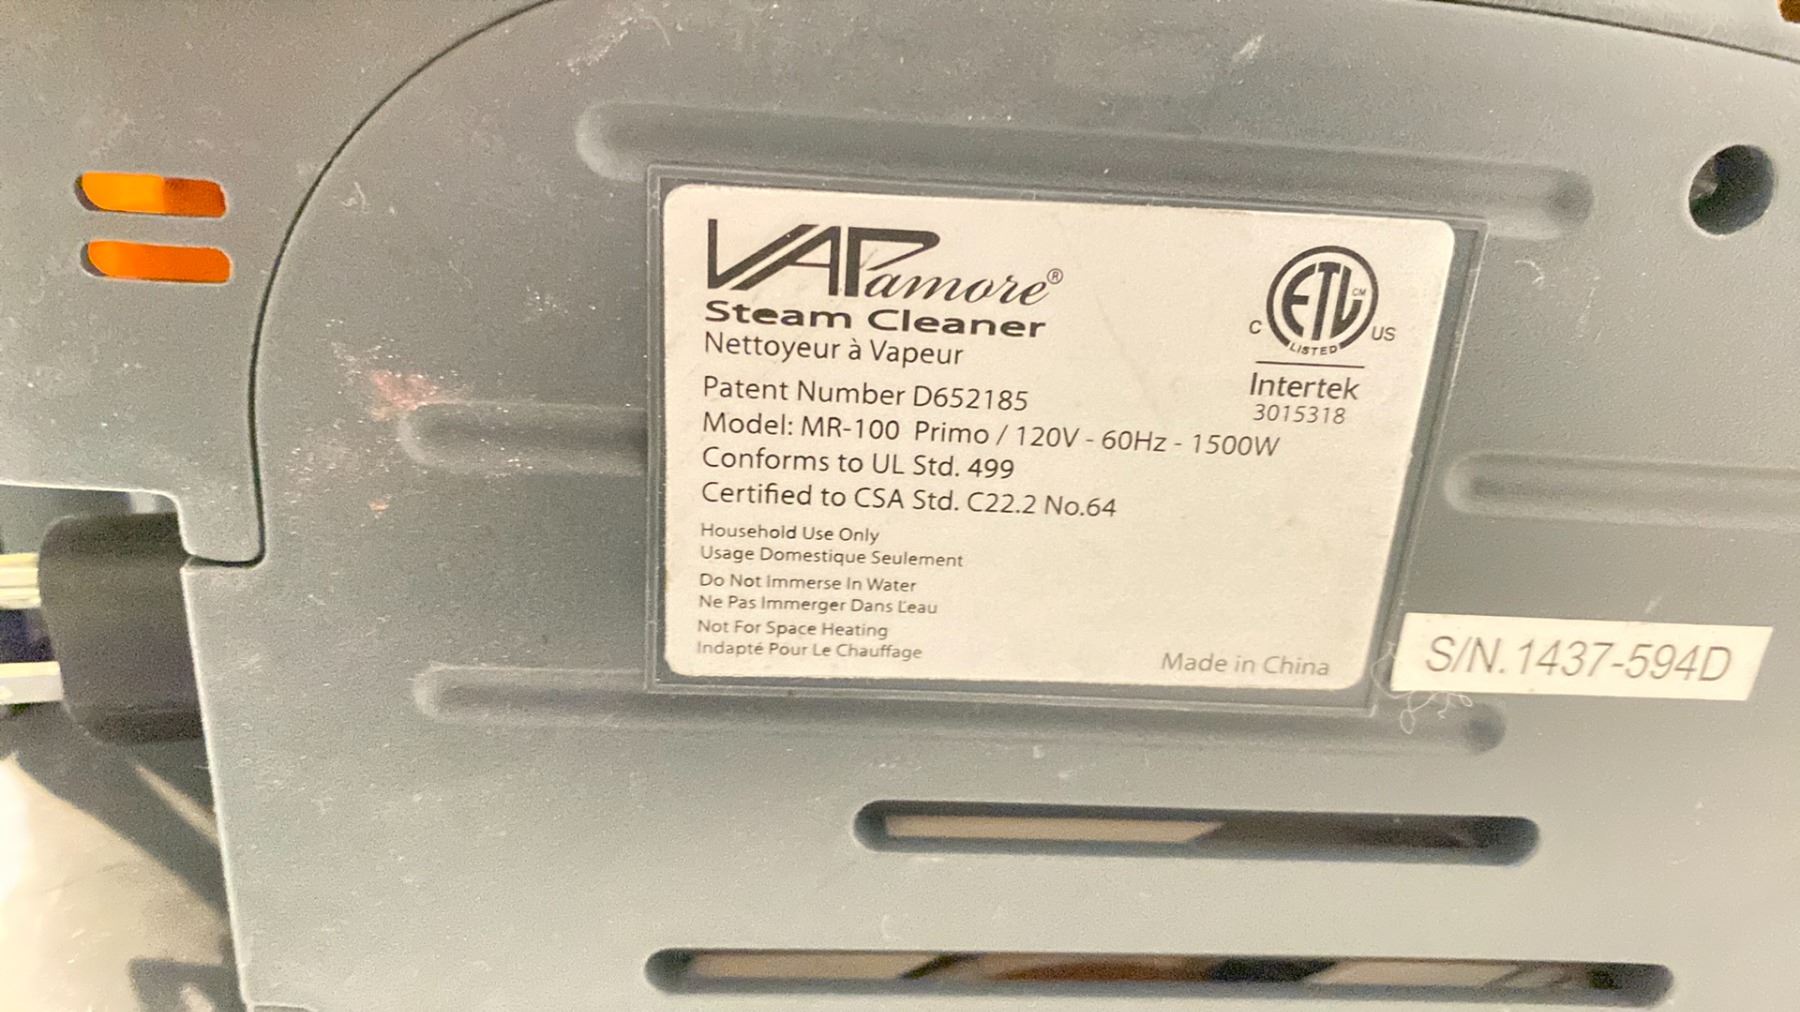 VAPamore®
Steam Cleaner
Nettoyeur à Vapeur
Patent Number D652185
Model: MR-100 Primo / 120V - 60Hz - 1500W
Conforms to UL Std. 499
Certified to CSA Std. C22.2 No.64
Household Use Only
Usage Domestique Seulement
Do Not Immerse In Water
Ne Pas Immerger Dans L'eau
Not For Space Heating
Indapté Pour Le Chauffage
Made in China
ETL CM
C US
LISTED
Intertek
3015318
S/N. 1437-594D